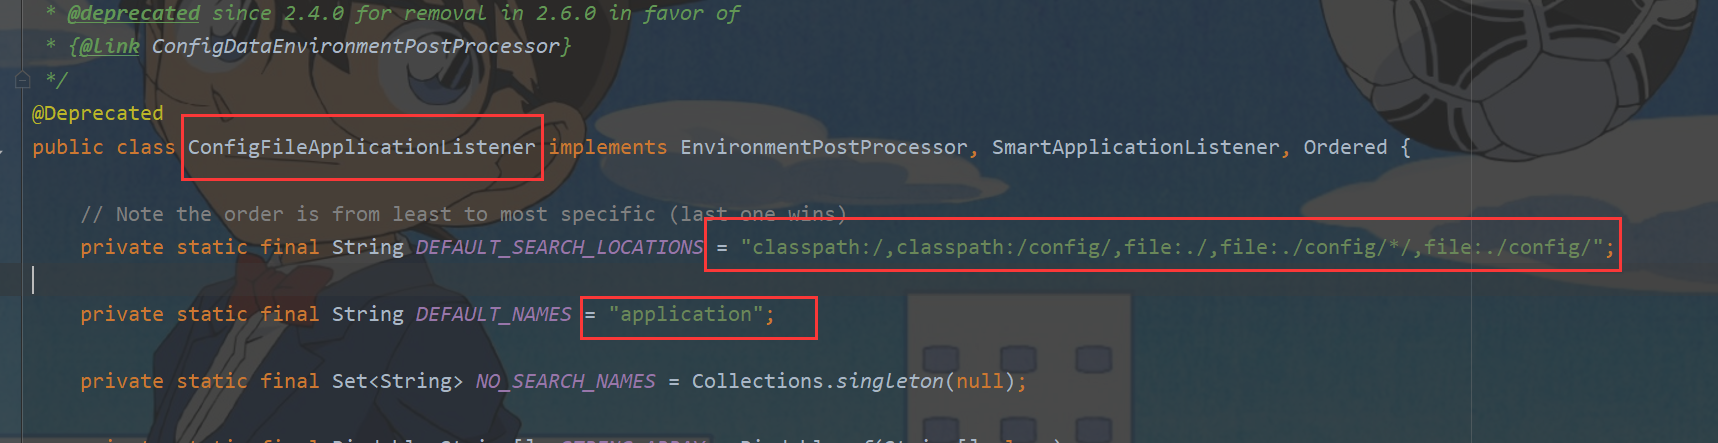 * @deprecated since 2.4.0 for removal in 2.6.0 in favor of
* {@link ConfigDataEnvironmentPostProcessor}
*/
@Deprecated
public class ConfigFileApplicationListener implements EnvironmentPostProcessor, SmartApplicationListener, Ordered {
// Note the order is from least to most specific (last one wins)
private static final String DEFAULT_SEARCH_LOCATIONS = "classpath:/,classpath:/config/,file:./,file:./config/*/,file:./config/";
private static final String DEFAULT_NAMES = "application";
private static final Set<String> NO_SEARCH_NAMES = Collections.singleton(null);